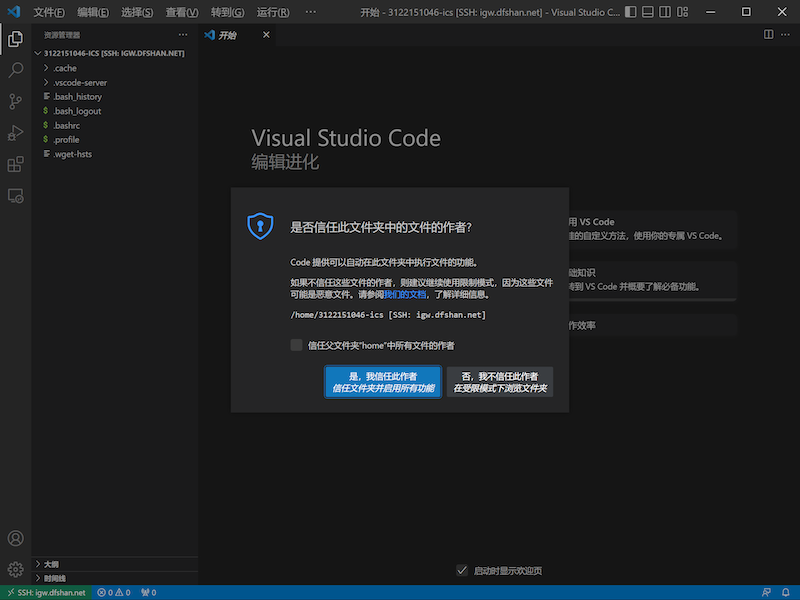 文件(F) 编辑(E) 选择(S) 查看(V) 转到(G) 运行(R) ··· 开始 - 3122151046-ics [SSH: igw.dfshan.net] - Visual Studio C...
资源管理器 ···
开始
3122151046-ICS [SSH: IGW.DFSHAN.NET]
.cache
.vscode-server
.bash_history
$ .bash_logout
$ .bashrc
$ .profile
.wget-hsts
Visual Studio Code
编辑进化
用 VS Code
佳的自定义方法，使用你的专属 VS Code。
础知识
转到 VS Code 并概要了解必备功能。
作效率
是否信任此文件夹中的文件的作者?
Code 提供可以自动在此文件夹中执行文件的功能。
如果不信任这些文件的作者，则建议继续使用限制模式，因为这些文件
可能是恶意文件。请参阅我们的文档，了解详细信息。
/home/3122151046-ics [SSH: igw.dfshan.net]
信任父文件夹"home"中所有文件的作者
是，我信任此作者
信任文件夹并启用所有功能
否，我不信任此作者
在受限模式下浏览文件夹
启动时显示欢迎页
大纲
时间线
SSH: igw.dfshan.net 0 0 0